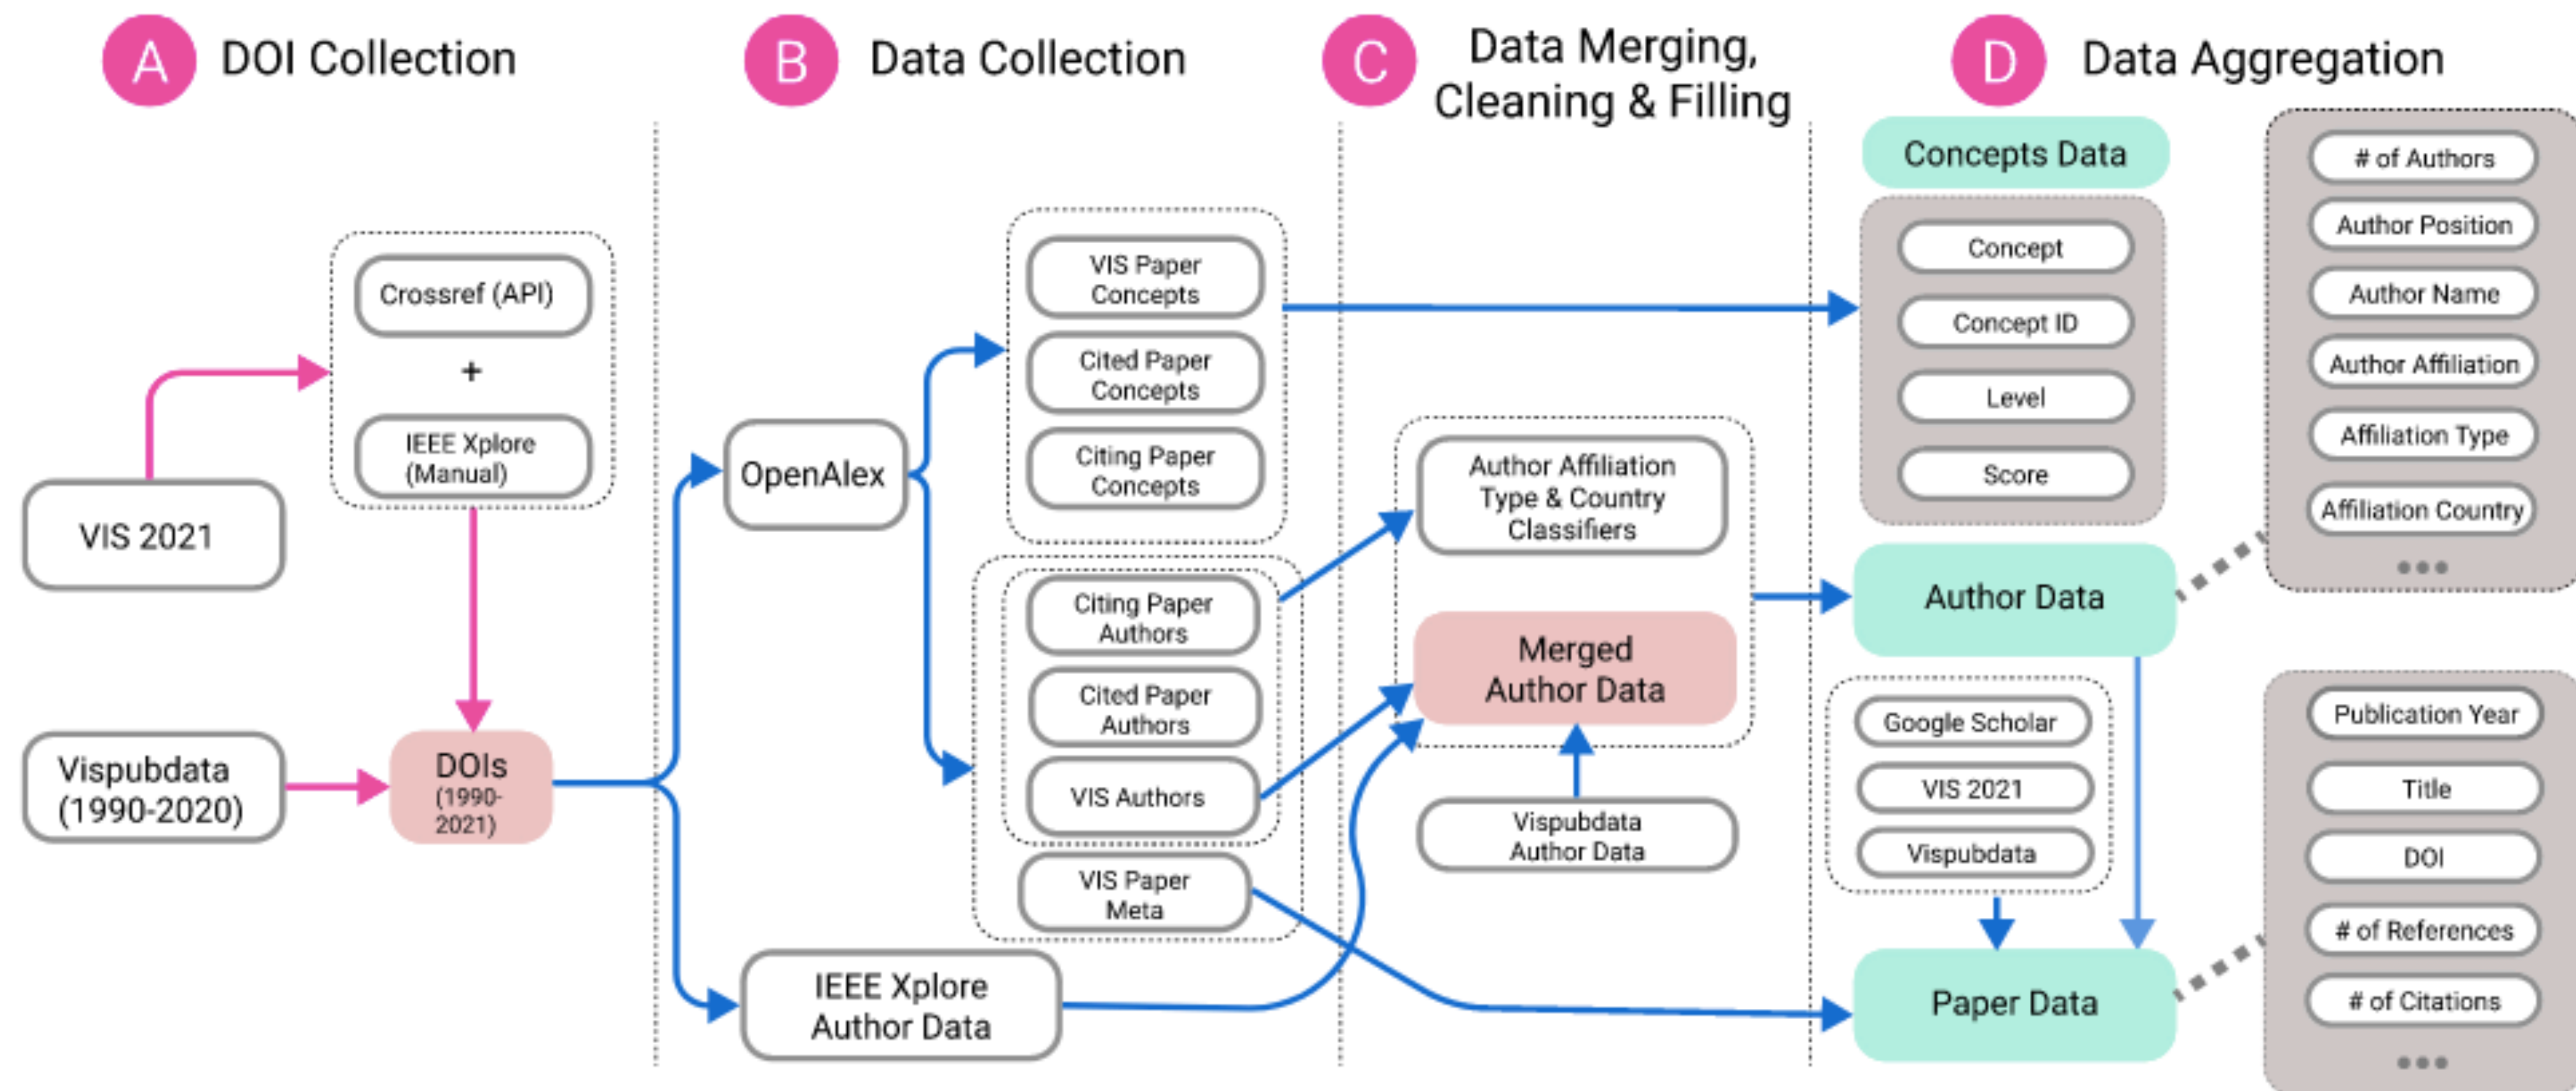 A
DOI Collection
B
Data Collection
C
Data Merging,
Cleaning & Filling
D
Data Aggregation
VIS 2021
Crossref (API)
+
IEEE Xplore
(Manual)
Vispubdata
(1990-2020)
DOIs
(1990-
2021)
OpenAlex
IEEE Xplore
Author Data
VIS Paper
Concepts
Cited Paper
Concepts
Citing Paper
Concepts
Citing Paper
Authors
Cited Paper
Authors
VIS Authors
VIS Paper
Meta
Author Affiliation
Type & Country
Classifiers
Merged
Author Data
Vispubdata
Author Data
Concepts Data
Concept
Concept ID
Level
Score
Author Data
Google Scholar
VIS 2021
Vispubdata
Paper Data
# of Authors
Author Position
Author Name
Author Affiliation
Affiliation Type
Affiliation Country
•••
Publication Year
Title
DOI
# of References
# of Citations
•••